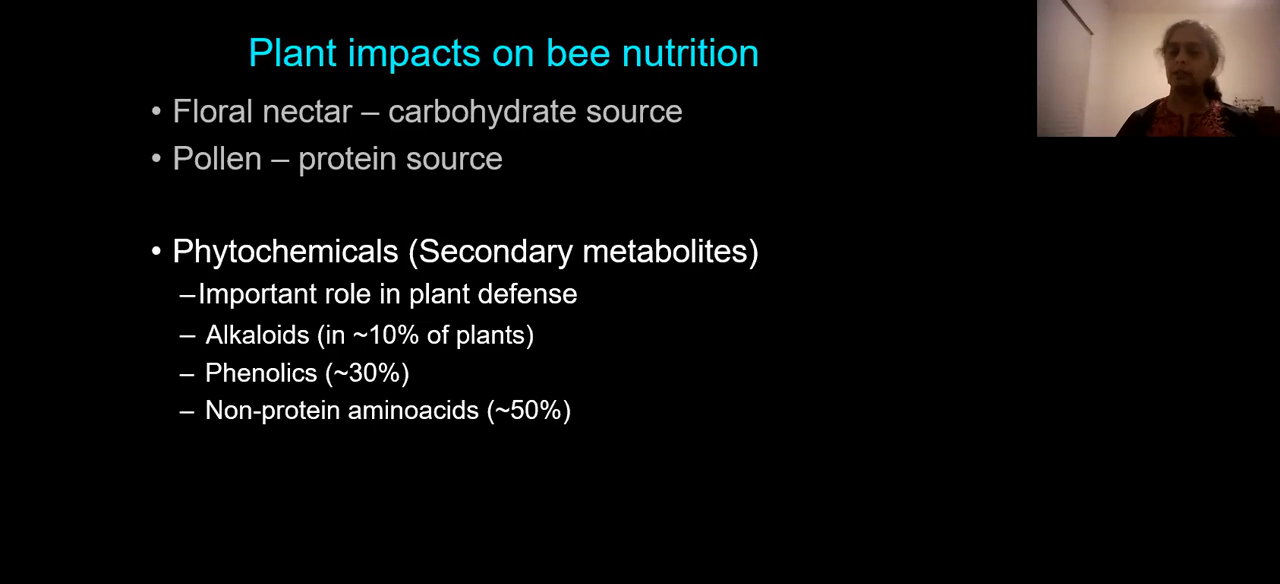 Plant impacts on bee nutrition
• Floral nectar – carbohydrate source
• Pollen – protein source
• Phytochemicals (Secondary metabolites)
–Important role in plant defense
– Alkaloids (in ~10% of plants)
– Phenolics (~30%)
– Non-protein aminoacids (~50%)